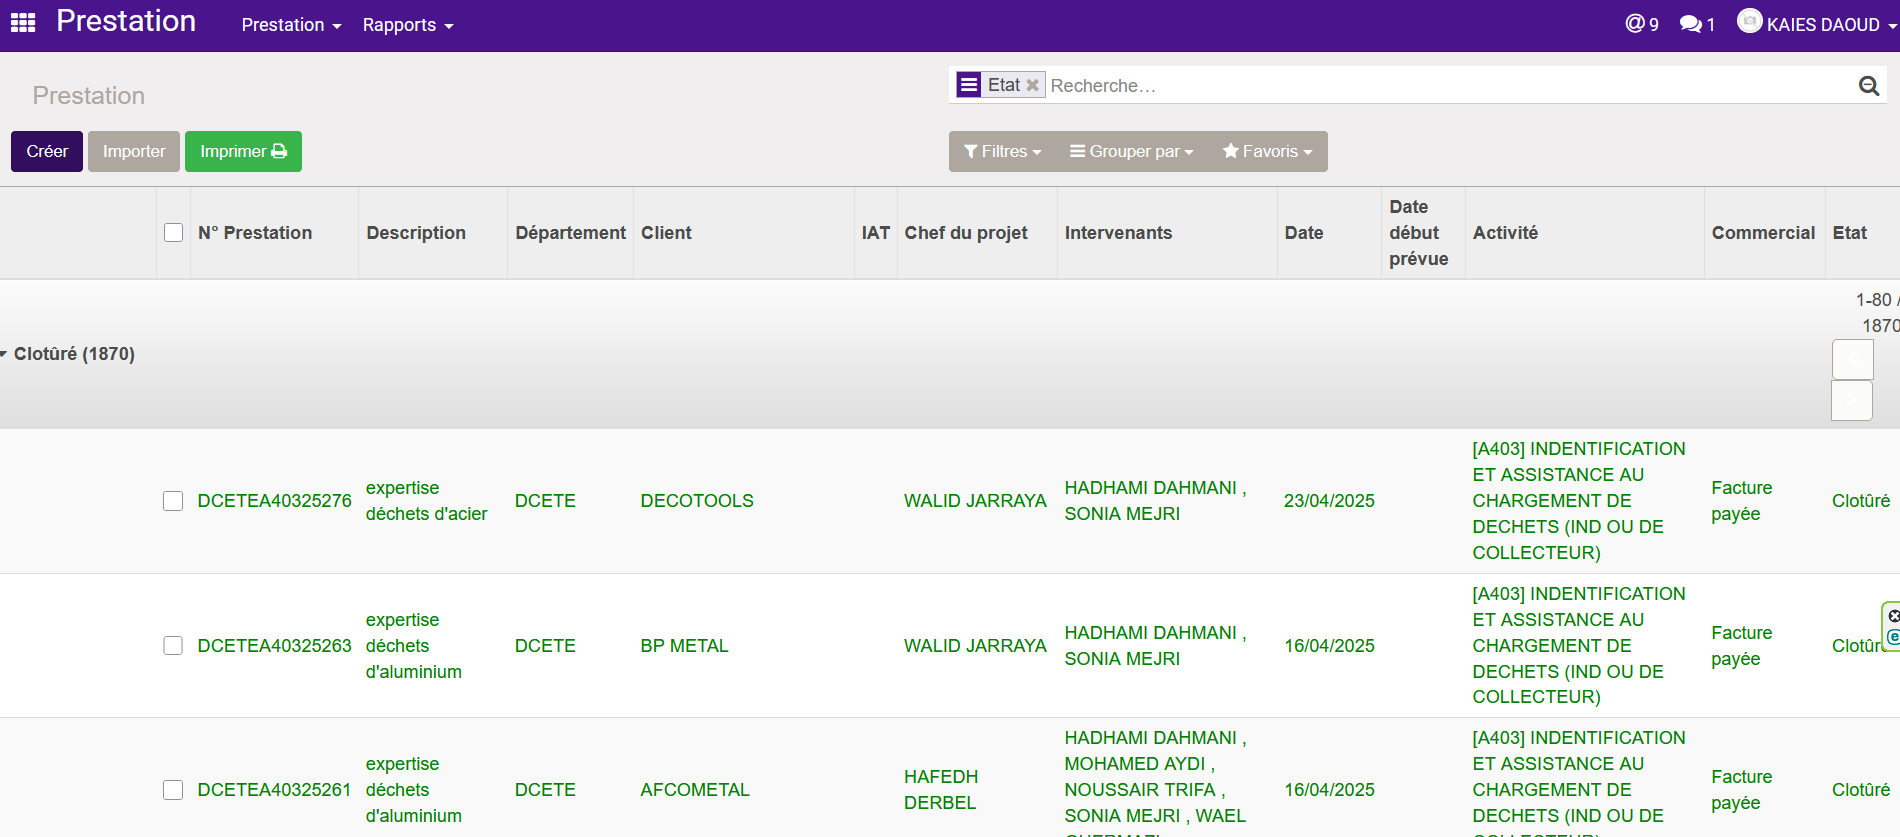 Prestation Prestation Rapports @ 9 1 KAIES DAOUD
Prestation
Etat Recherche…
Créer Importer Imprimer Filtres Grouper par Favoris
N° Prestation Description Département Client IAT Chef du projet Intervenants Date Date début prévue Activité Commercial Etat
Clotûré (1870)
1-80 /
1870
DCETEA40325276
expertise
déchets d'acier
DCETE
DECOTOOLS
WALID JARRAYA
HADHAMI DAHMANI ,
SONIA MEJRI
23/04/2025
[A403] INDENTIFICATION
ET ASSISTANCE AU
CHARGEMENT DE
DECHETS (IND OU DE
COLLECTEUR)
Facture
payée
Clotûré
DCETEA40325263
expertise
déchets
d'aluminium
DCETE
BP METAL
WALID JARRAYA
HADHAMI DAHMANI ,
SONIA MEJRI
16/04/2025
[A403] INDENTIFICATION
ET ASSISTANCE AU
CHARGEMENT DE
DECHETS (IND OU DE
COLLECTEUR)
Facture
payée
Clotûr
DCETEA40325261
expertise
déchets
d'aluminium
DCETE
AFCOMETAL
HAFEDH
DERBEL
HADHAMI DAHMANI ,
MOHAMED AYDI ,
NOUSSAIR TRIFA ,
SONIA MEJRI , WAEL
16/04/2025
[A403] INDENTIFICATION
ET ASSISTANCE AU
CHARGEMENT DE
DECHETS (IND OU DE
Facture
payée
Clotûré